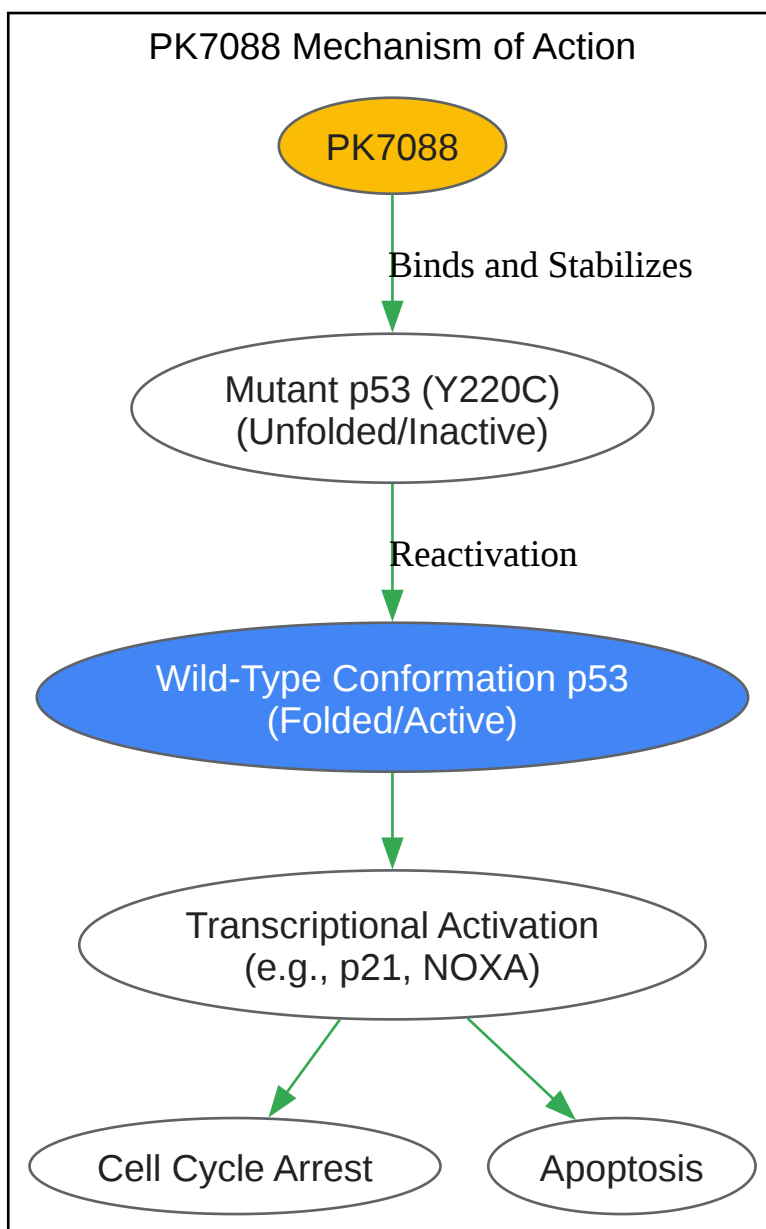 PK7088 Mechanism of Action
PK7088
Binds and Stabilizes
Mutant p53 (Y220C)
(Unfolded/Inactive)
Reactivation
Wild-Type Conformation p53
(Folded/Active)
Transcriptional Activation
(e.g., p21, NOXA)
Cell Cycle Arrest
Apoptosis